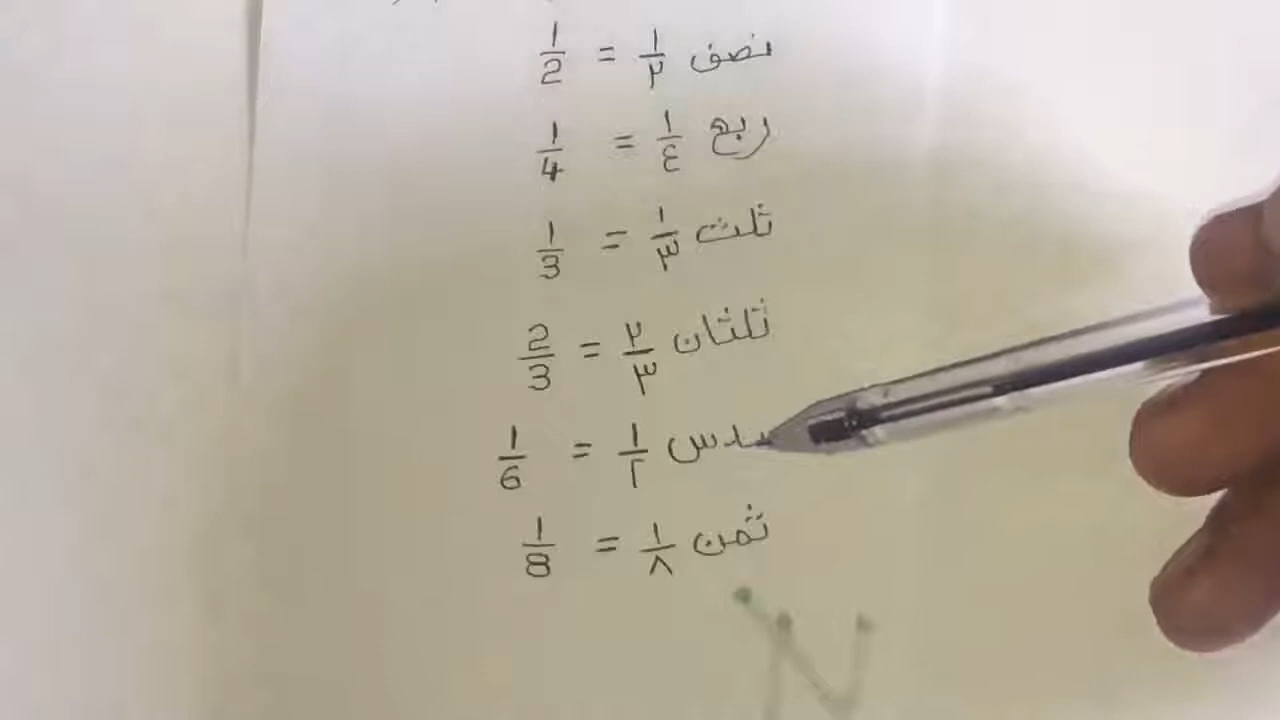 نصف ١/٢ = 1/2
ربع ١/٤ = 1/4
ثلث ١/٣ = 1/3
ثلثان ٢/٣ = 2/3
سدس ١/٦ = 1/6
ثمن ١/٨ = 1/8